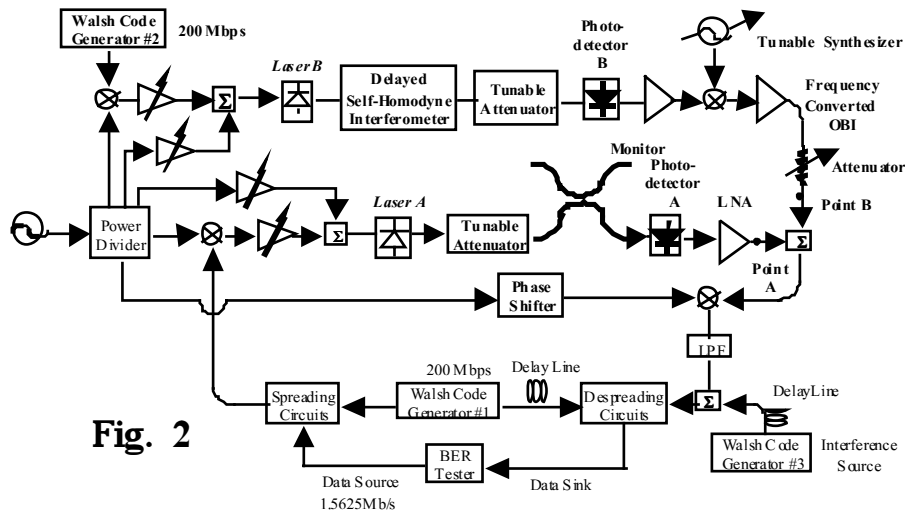 Walsh Code
Generator #2
200 Mbps
Laser B
Delayed
Self-Homodyne
Interferometer
Tunable
Attenuator
Photo-
detector
B
Tunable Synthesizer
Frequency
Converted
OBI
Attenuator
Point B
Σ
Monitor
Photo-
detector
A
LNA
Laser A
Power
Divider
Σ
Tunable
Attenuator
Σ
Point
A
Phase
Shifter
LPF
200 Mbps
Delay Line
Spreading
Circuits
Walsh Code
Generator #1
Despreading
Circuits
Σ
Delay Line
Walsh Code
Generator #3
Interference
Source
BER
Tester
Data Source
1.5625Mb/s
Data Sink
Fig. 2